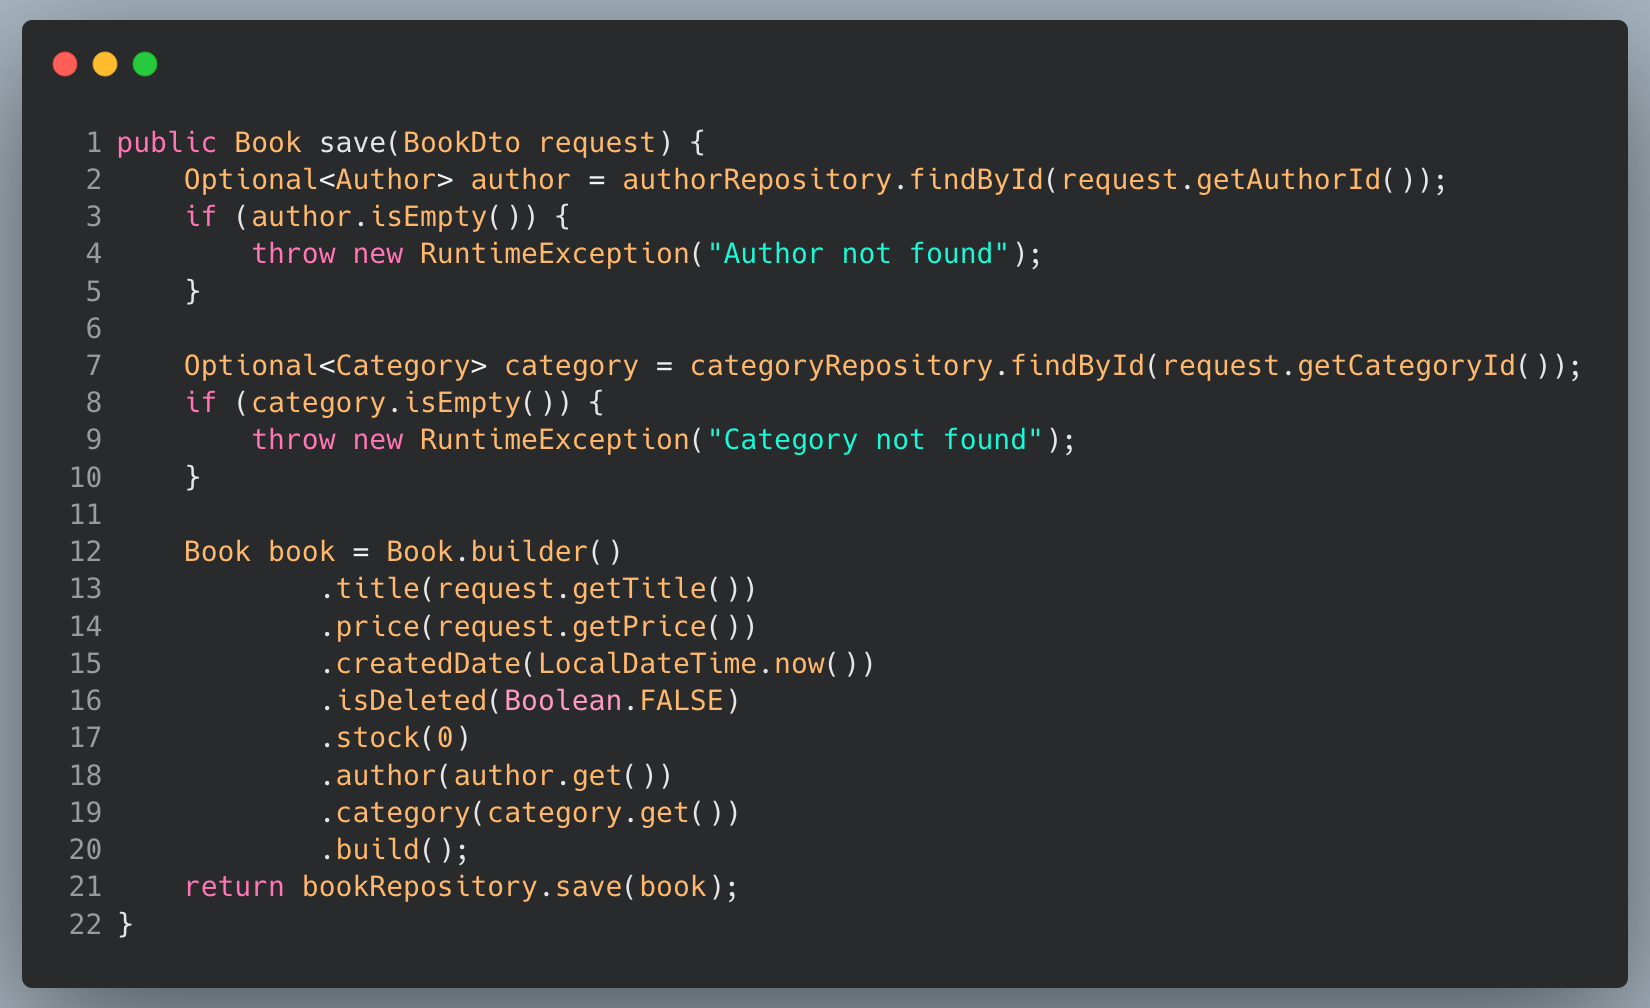 1 public Book save(BookDto request) {
2     Optional<Author> author = authorRepository.findById(request.getAuthorId());
3     if (author.isEmpty()) {
4         throw new RuntimeException("Author not found");
5     }
6
7     Optional<Category> category = categoryRepository.findById(request.getCategoryId());
8     if (category.isEmpty()) {
9         throw new RuntimeException("Category not found");
10     }
11
12     Book book = Book.builder()
13             .title(request.getTitle())
14             .price(request.getPrice())
15             .createdDate(LocalDateTime.now())
16             .isDeleted(Boolean.FALSE)
17             .stock(0)
18             .author(author.get())
19             .category(category.get())
20             .build();
21     return bookRepository.save(book);
22 }